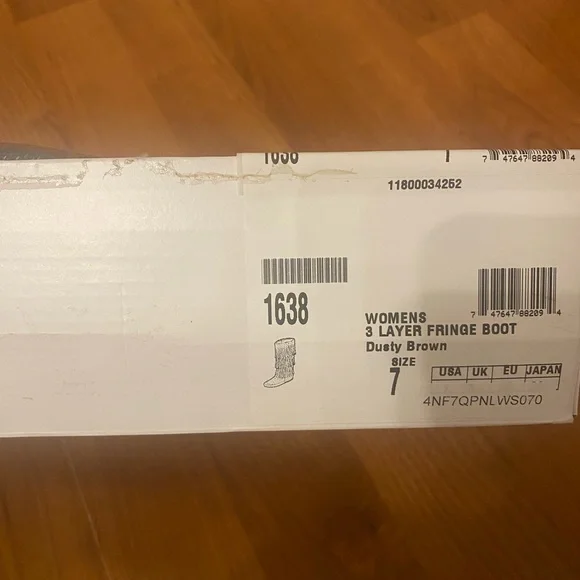 1638
7
7 47647 88209 4
11800034252
1638
WOMENS
3 LAYER FRINGE BOOT
Dusty Brown
SIZE
7
7 47647 88209 4
USA UK EU JAPAN
4NF7QPNLWS070